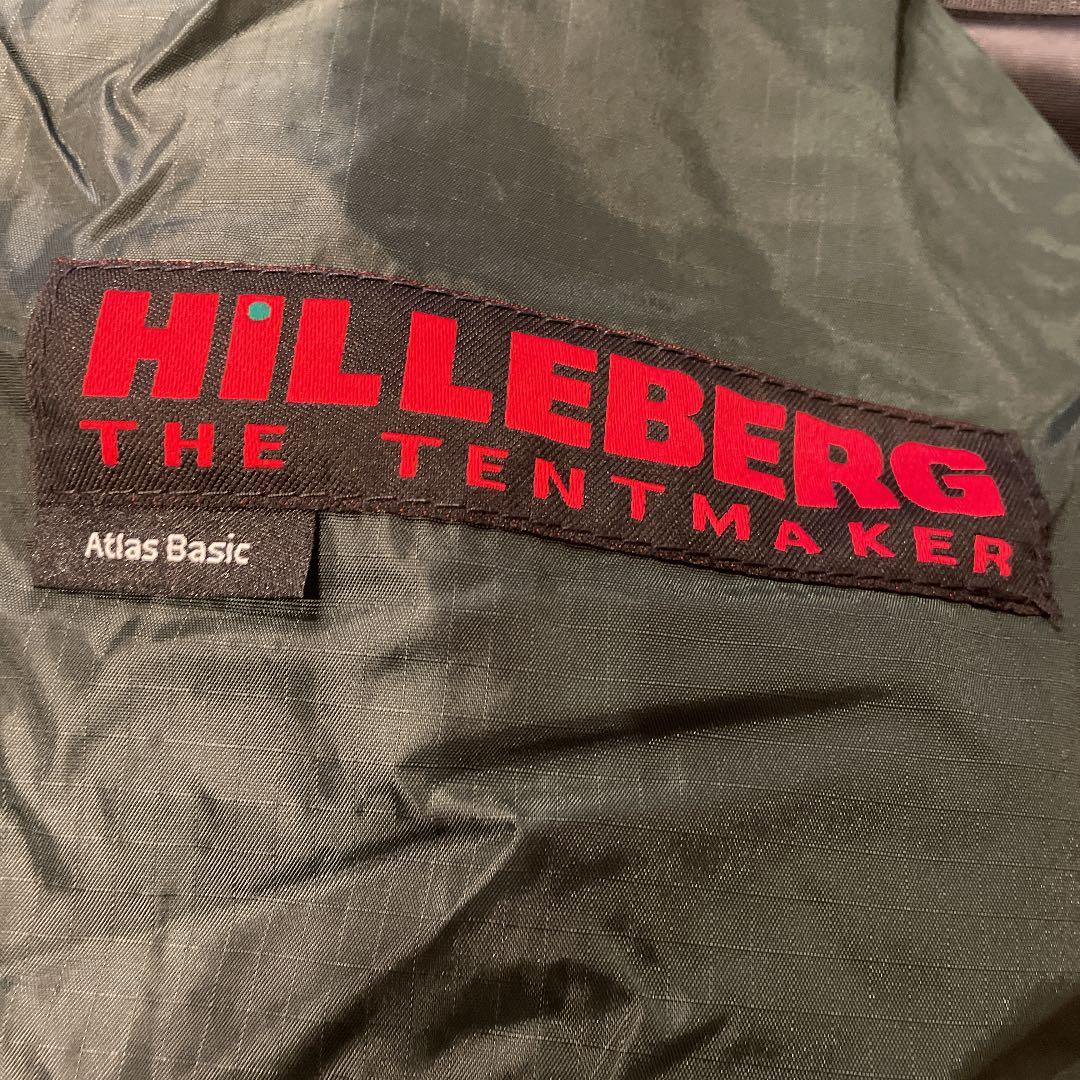 HiLLEBERG
THE TENTMAKER
Atlas Basic